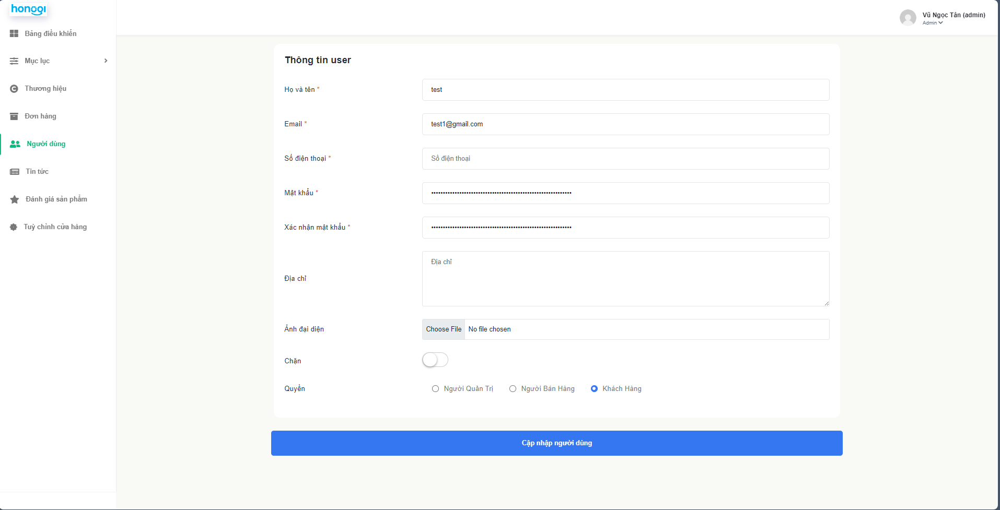 honggi
Bảng điều khiển
Mục lục
Thương hiệu
Đơn hàng
Người dùng
Tin tức
Đánh giá sản phẩm
Tuỳ chỉnh cửa hàng
Vũ Ngọc Tân (admin)
Admin
Thông tin user
Họ và tên *
test
Email *
test1@gmail.com
Số điện thoại *
Số điện thoại
Mật khẩu *
••••••••••••••••••••••••••••••••••••••••••••••••••••••••••••
Xác nhận mật khẩu *
••••••••••••••••••••••••••••••••••••••••••••••••••••••••••••
Địa chỉ
Địa chỉ
Ảnh đại diện
Choose File No file chosen
Chặn
Quyền
Người Quản Trị Người Bán Hàng Khách Hàng
Cập nhập người dùng